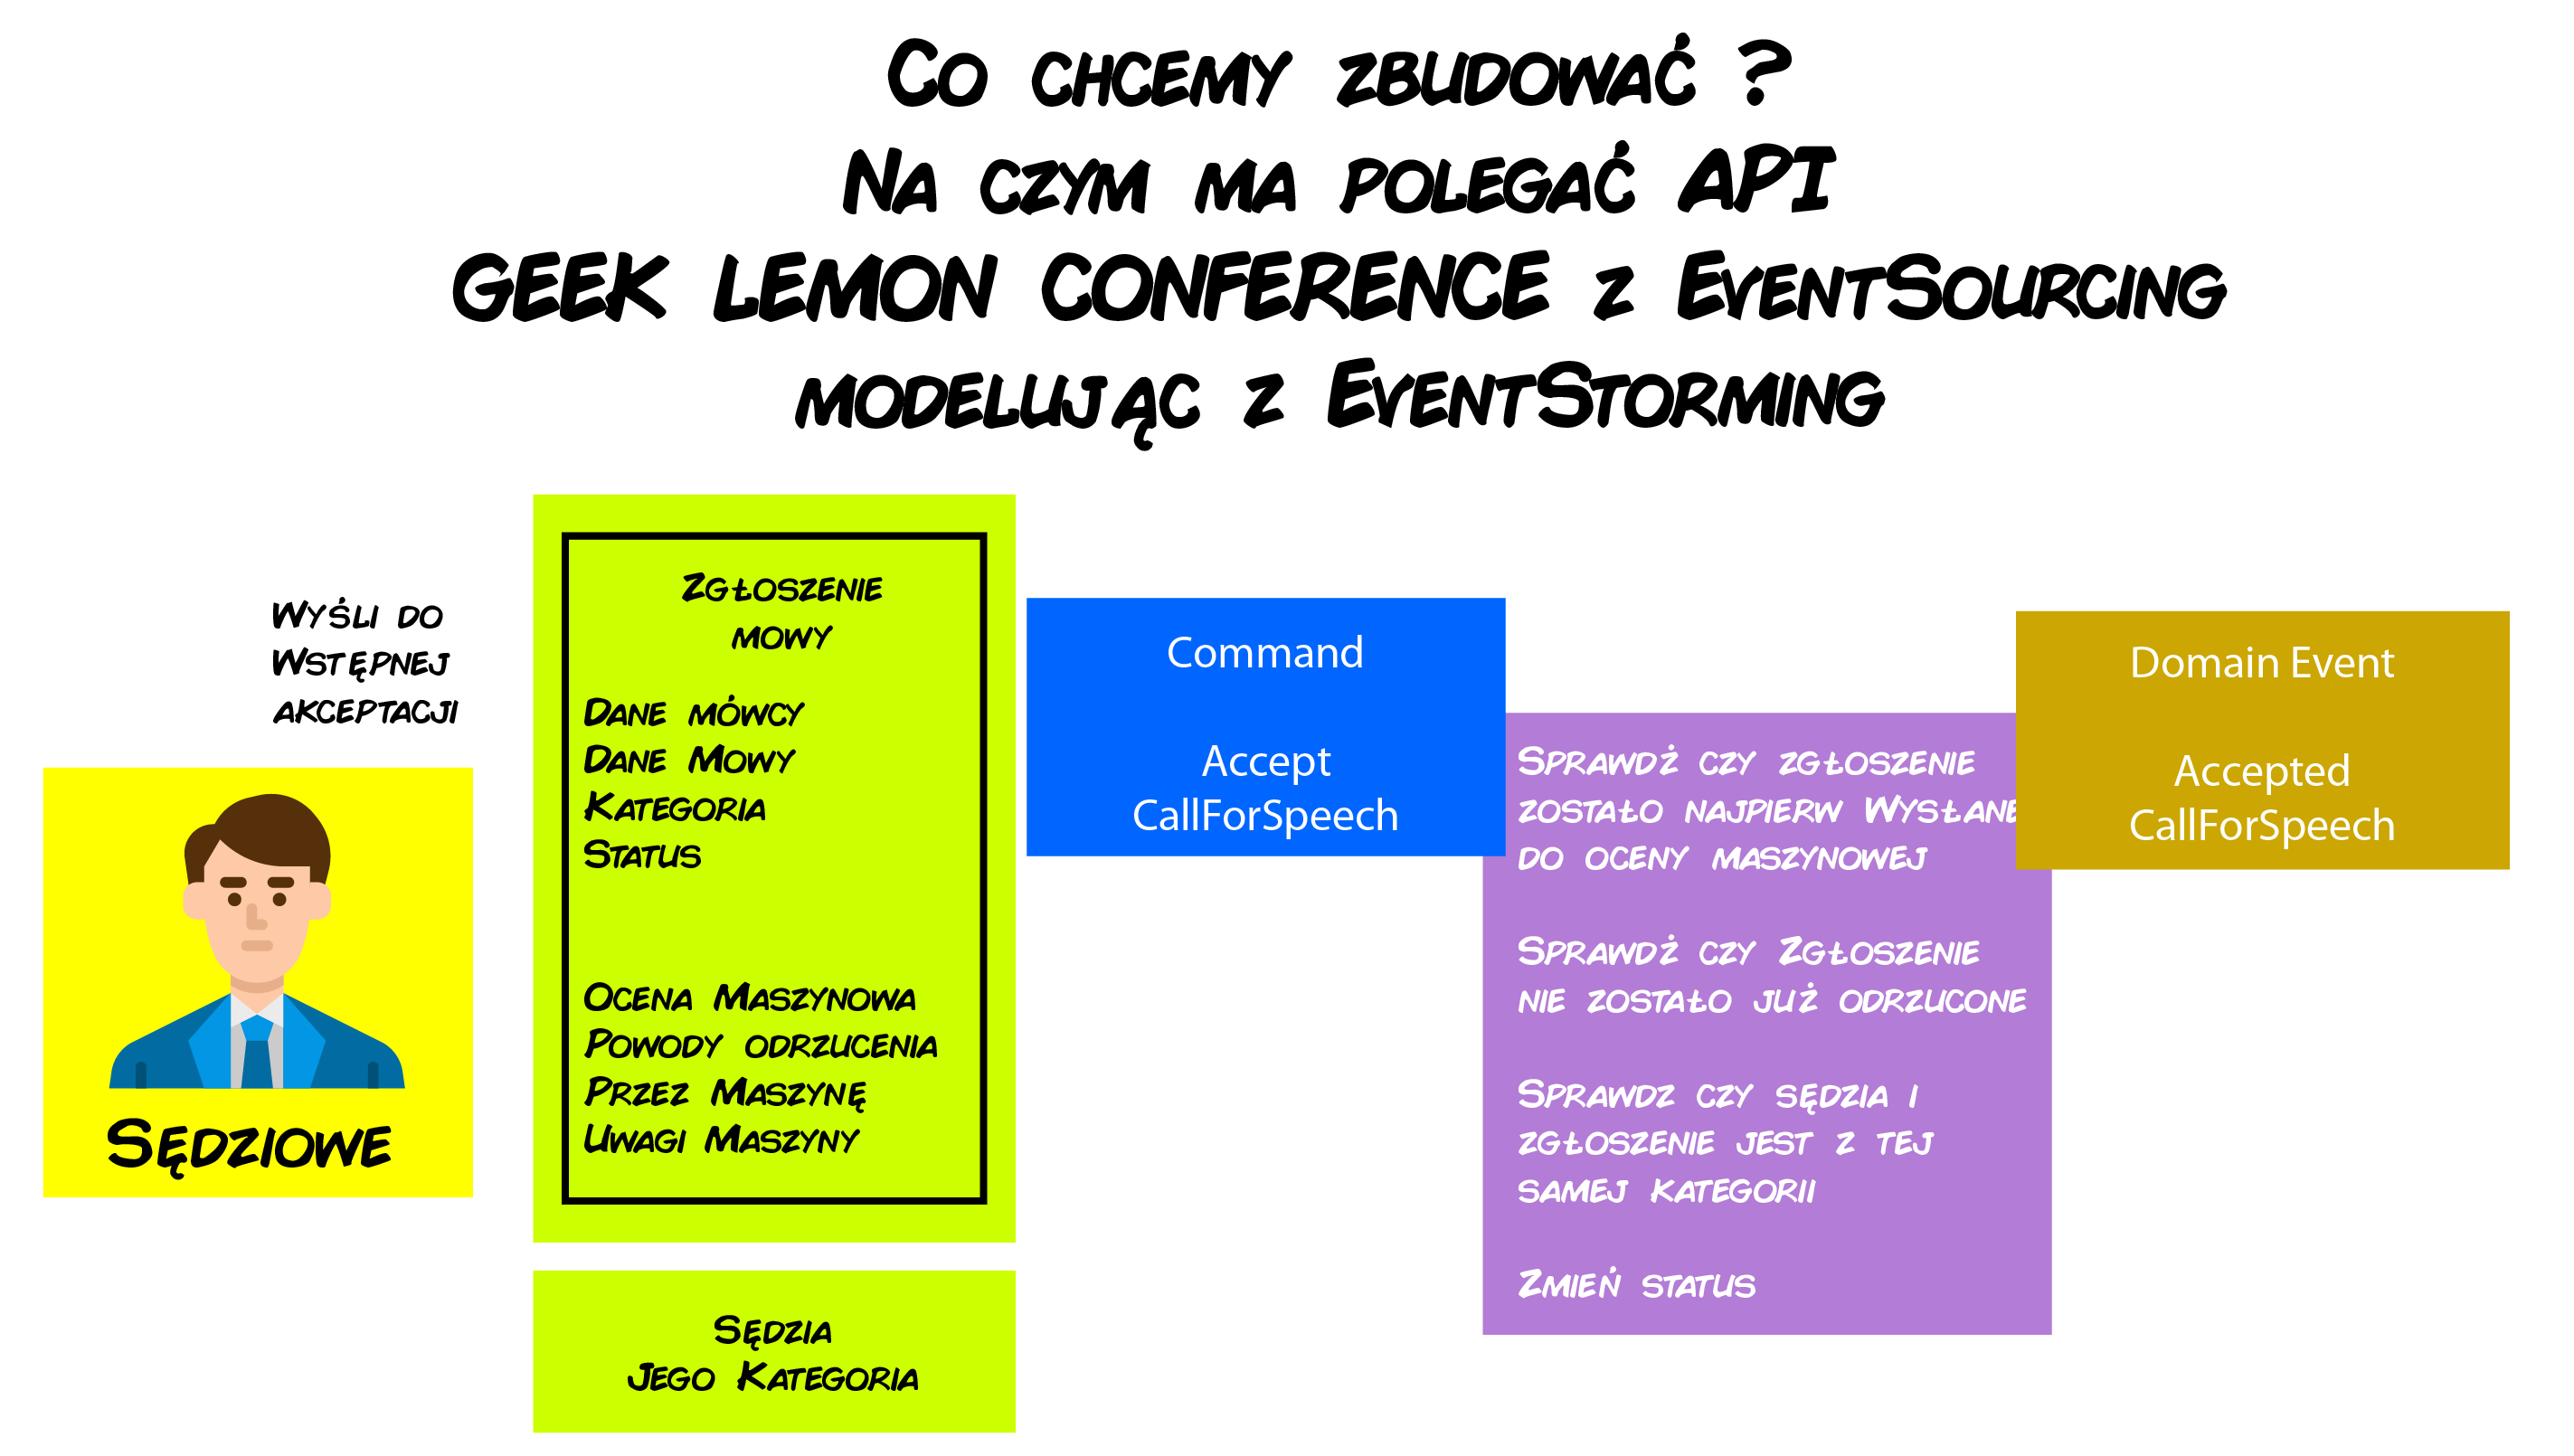 Co chcemy zbudować ?
Na czym ma polegać API
GEEK LEMON CONFERENCE z EventSourcing
modelując z EventStorming
Wyśli do
Wstępnej
akceptacji
Sędziowe
Zgłoszenie
mowy
Dane mówcy
Dane Mowy
Kategoria
Status
Ocena Maszynowa
Powody odrzucenia
Przez Maszynę
Uwagi Maszyny
Sędzia
Jego Kategoria
Command
Accept
CallForSpeech
Sprawdź czy zgłoszenie
zostało najpierw Wysłane
do oceny maszynowej
Sprawdź czy Zgłoszenie
nie zostało już odrzucone
Sprawdz czy sędzia i
zgłoszenie jest z tej
samej kategorii
Zmień status
Domain Event
Accepted
CallForSpeech